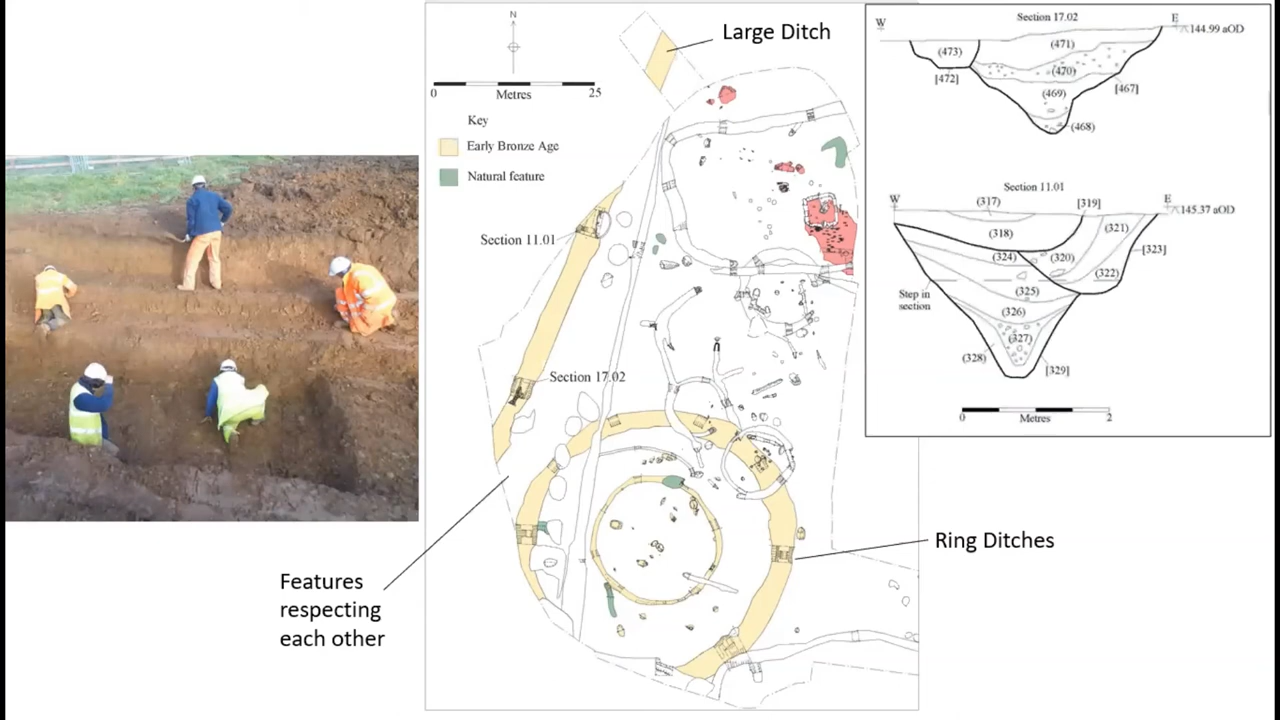 Large Ditch
N
0
25
Metres
Key
Early Bronze Age
Natural feature
Section 11.01
Section 17.02
Features
respecting
each other
Ring Ditches
Section 17.02
W
E
144.99 aOD
(473)
(471)
[472]
(470)
[467]
(469)
(468)
Section 11.01
W
(317)
[319]
E
145.37 aOD
(318)
(321)
(324)
(320)
[323]
(322)
Step in
section
(325)
(326)
(327)
(328)
[329]
0
2
Metres